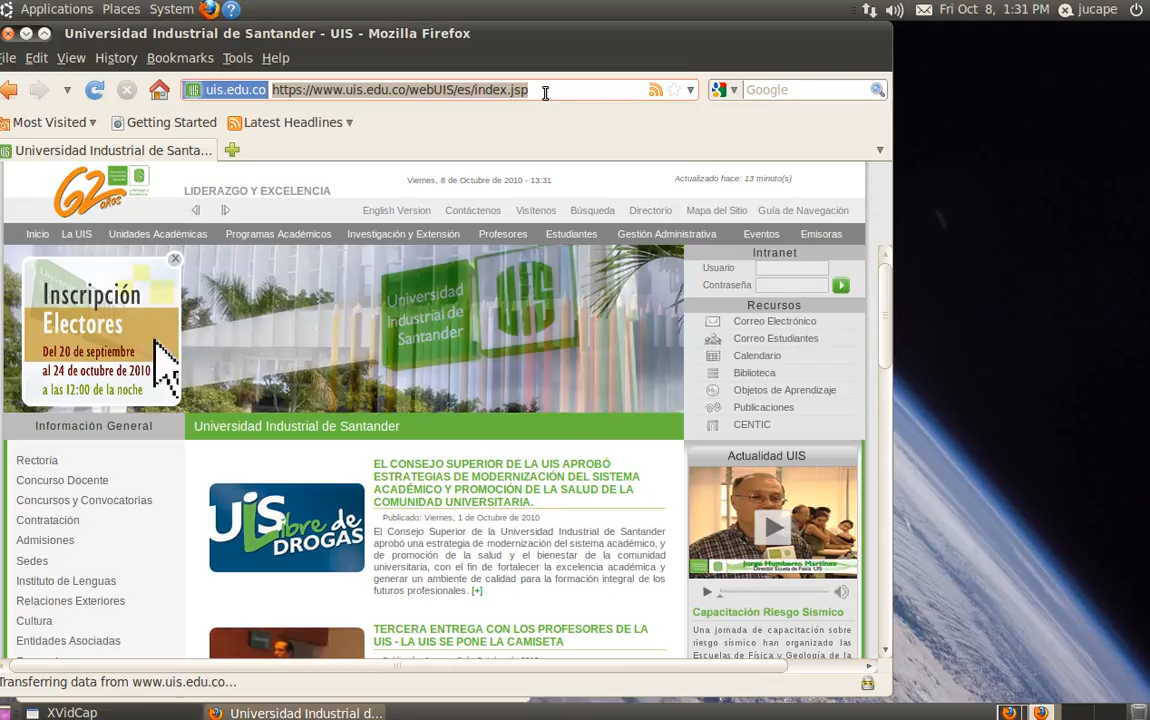 Applications Places System Fri Oct 8, 1:31 PM jucape
Universidad Industrial de Santander - UIS - Mozilla Firefox
File Edit View History Bookmarks Tools Help
uis.edu.co https://www.uis.edu.co/webUIS/es/index.jsp Google
Most Visited Getting Started Latest Headlines
Universidad Industrial de Santa...
62 años
LIDERAZGO Y EXCELENCIA
Viernes, 8 de Octubre de 2010 - 13:31
Actualizado hace: 13 minuto(s)
English Version Contáctenos Visítenos Búsqueda Directorio Mapa del Sitio Guía de Navegación
Inicio La UIS Unidades Académicas Programas Académicos Investigación y Extensión Profesores Estudiantes Gestión Administrativa Eventos Emisoras
Inscripción
Electores
Del 20 de septiembre
al 24 de octubre de 2010
a las 12:00 de la noche
Universidad
Industrial de
Santander
UIS
Intranet
Usuario
Contraseña
Recursos
Correo Electrónico
Correo Estudiantes
Calendario
Biblioteca
Objetos de Aprendizaje
Publicaciones
CENTIC
Información General
Rectoría
Concurso Docente
Concursos y Convocatorias
Contratación
Admisiones
Sedes
Instituto de Lenguas
Relaciones Exteriores
Cultura
Entidades Asociadas
Universidad Industrial de Santander
UIS libre de
DROGAS
EL CONSEJO SUPERIOR DE LA UIS APROBÓ
ESTRATEGIAS DE MODERNIZACIÓN DEL SISTEMA
ACADÉMICO Y PROMOCIÓN DE LA SALUD DE LA
COMUNIDAD UNIVERSITARIA.
Publicado: Viernes, 1 de Octubre de 2010
El Consejo Superior de la Universidad Industrial de Santander
aprobó una estrategia de modernización del sistema académico, y
de promoción de la salud y el bienestar de la comunidad
universitaria, con el fin de fortalecer la excelencia académica y
generar un ambiente de calidad para la formación integral de los
futuros profesionales. [+]
TERCERA ENTREGA CON LOS PROFESORES DE LA
UIS - LA UIS SE PONE LA CAMISETA
Actualidad UIS
Jorge Humberto Martínez
Director Escuela de Física UIS
Capacitación Riesgo Sísmico
Una jornada de capacitación sobre
riesgo sísmico han organizado las
Escuelas de Física y Geología de la
Transferring data from www.uis.edu.co...
XVidCap Universidad Industrial d...